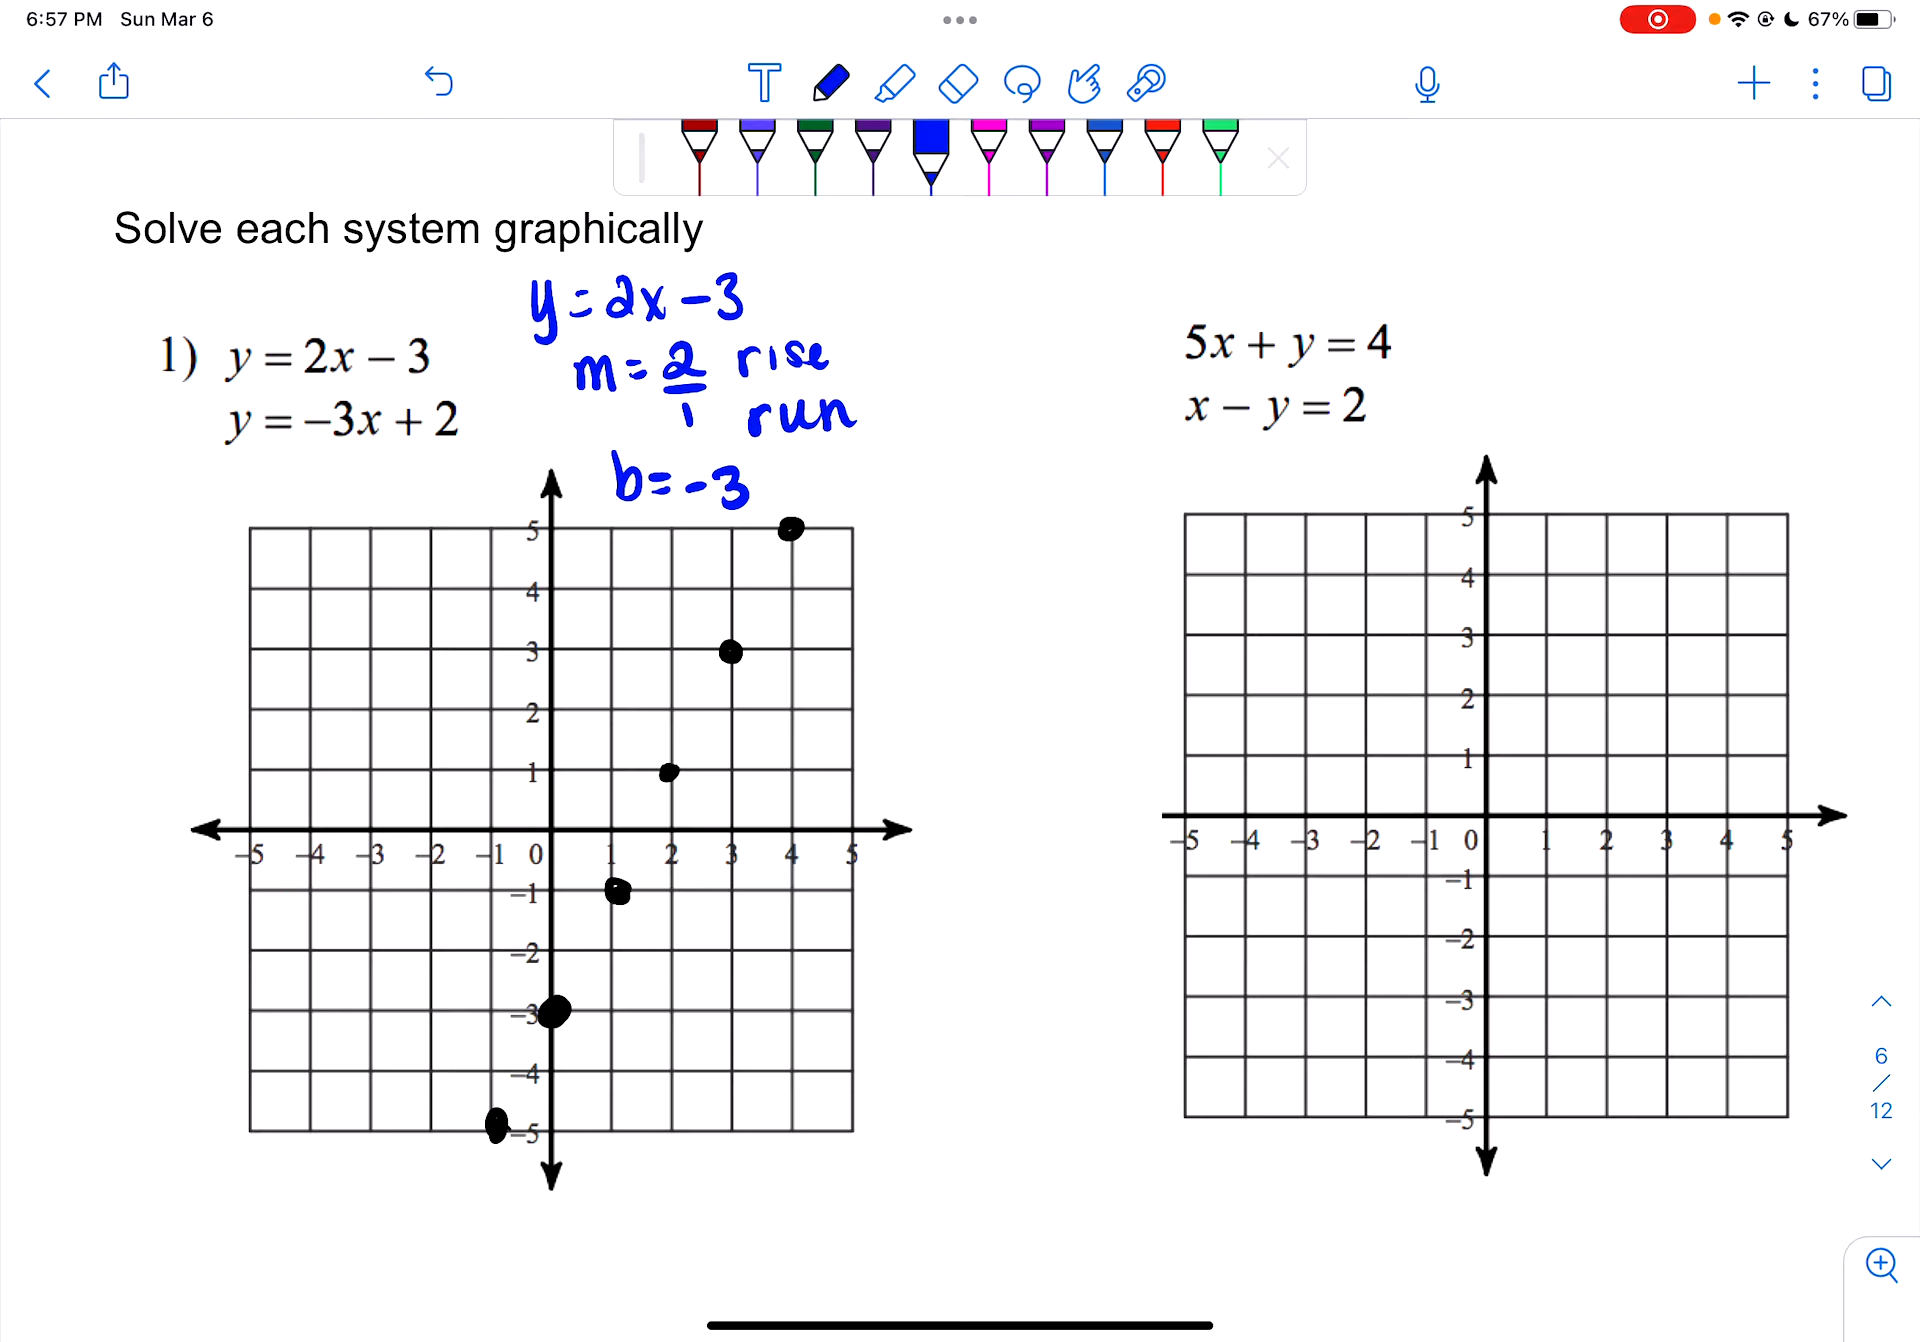 6:57 PM Sun Mar 6
67%
Solve each system graphically
y = 2x – 3
m = 2/1 rise
run
b = -3
1) y = 2x – 3
y = –3x + 2
5
4
3
2
1
–5 –4 –3 –2 –1 0 1 2 3 4 5
–1
–2
–3
–4
–5
5x + y = 4
x – y = 2
5
4
3
2
1
–5 –4 –3 –2 –1 0 1 2 3 4 5
–1
–2
–3
–4
–5
6
/
12